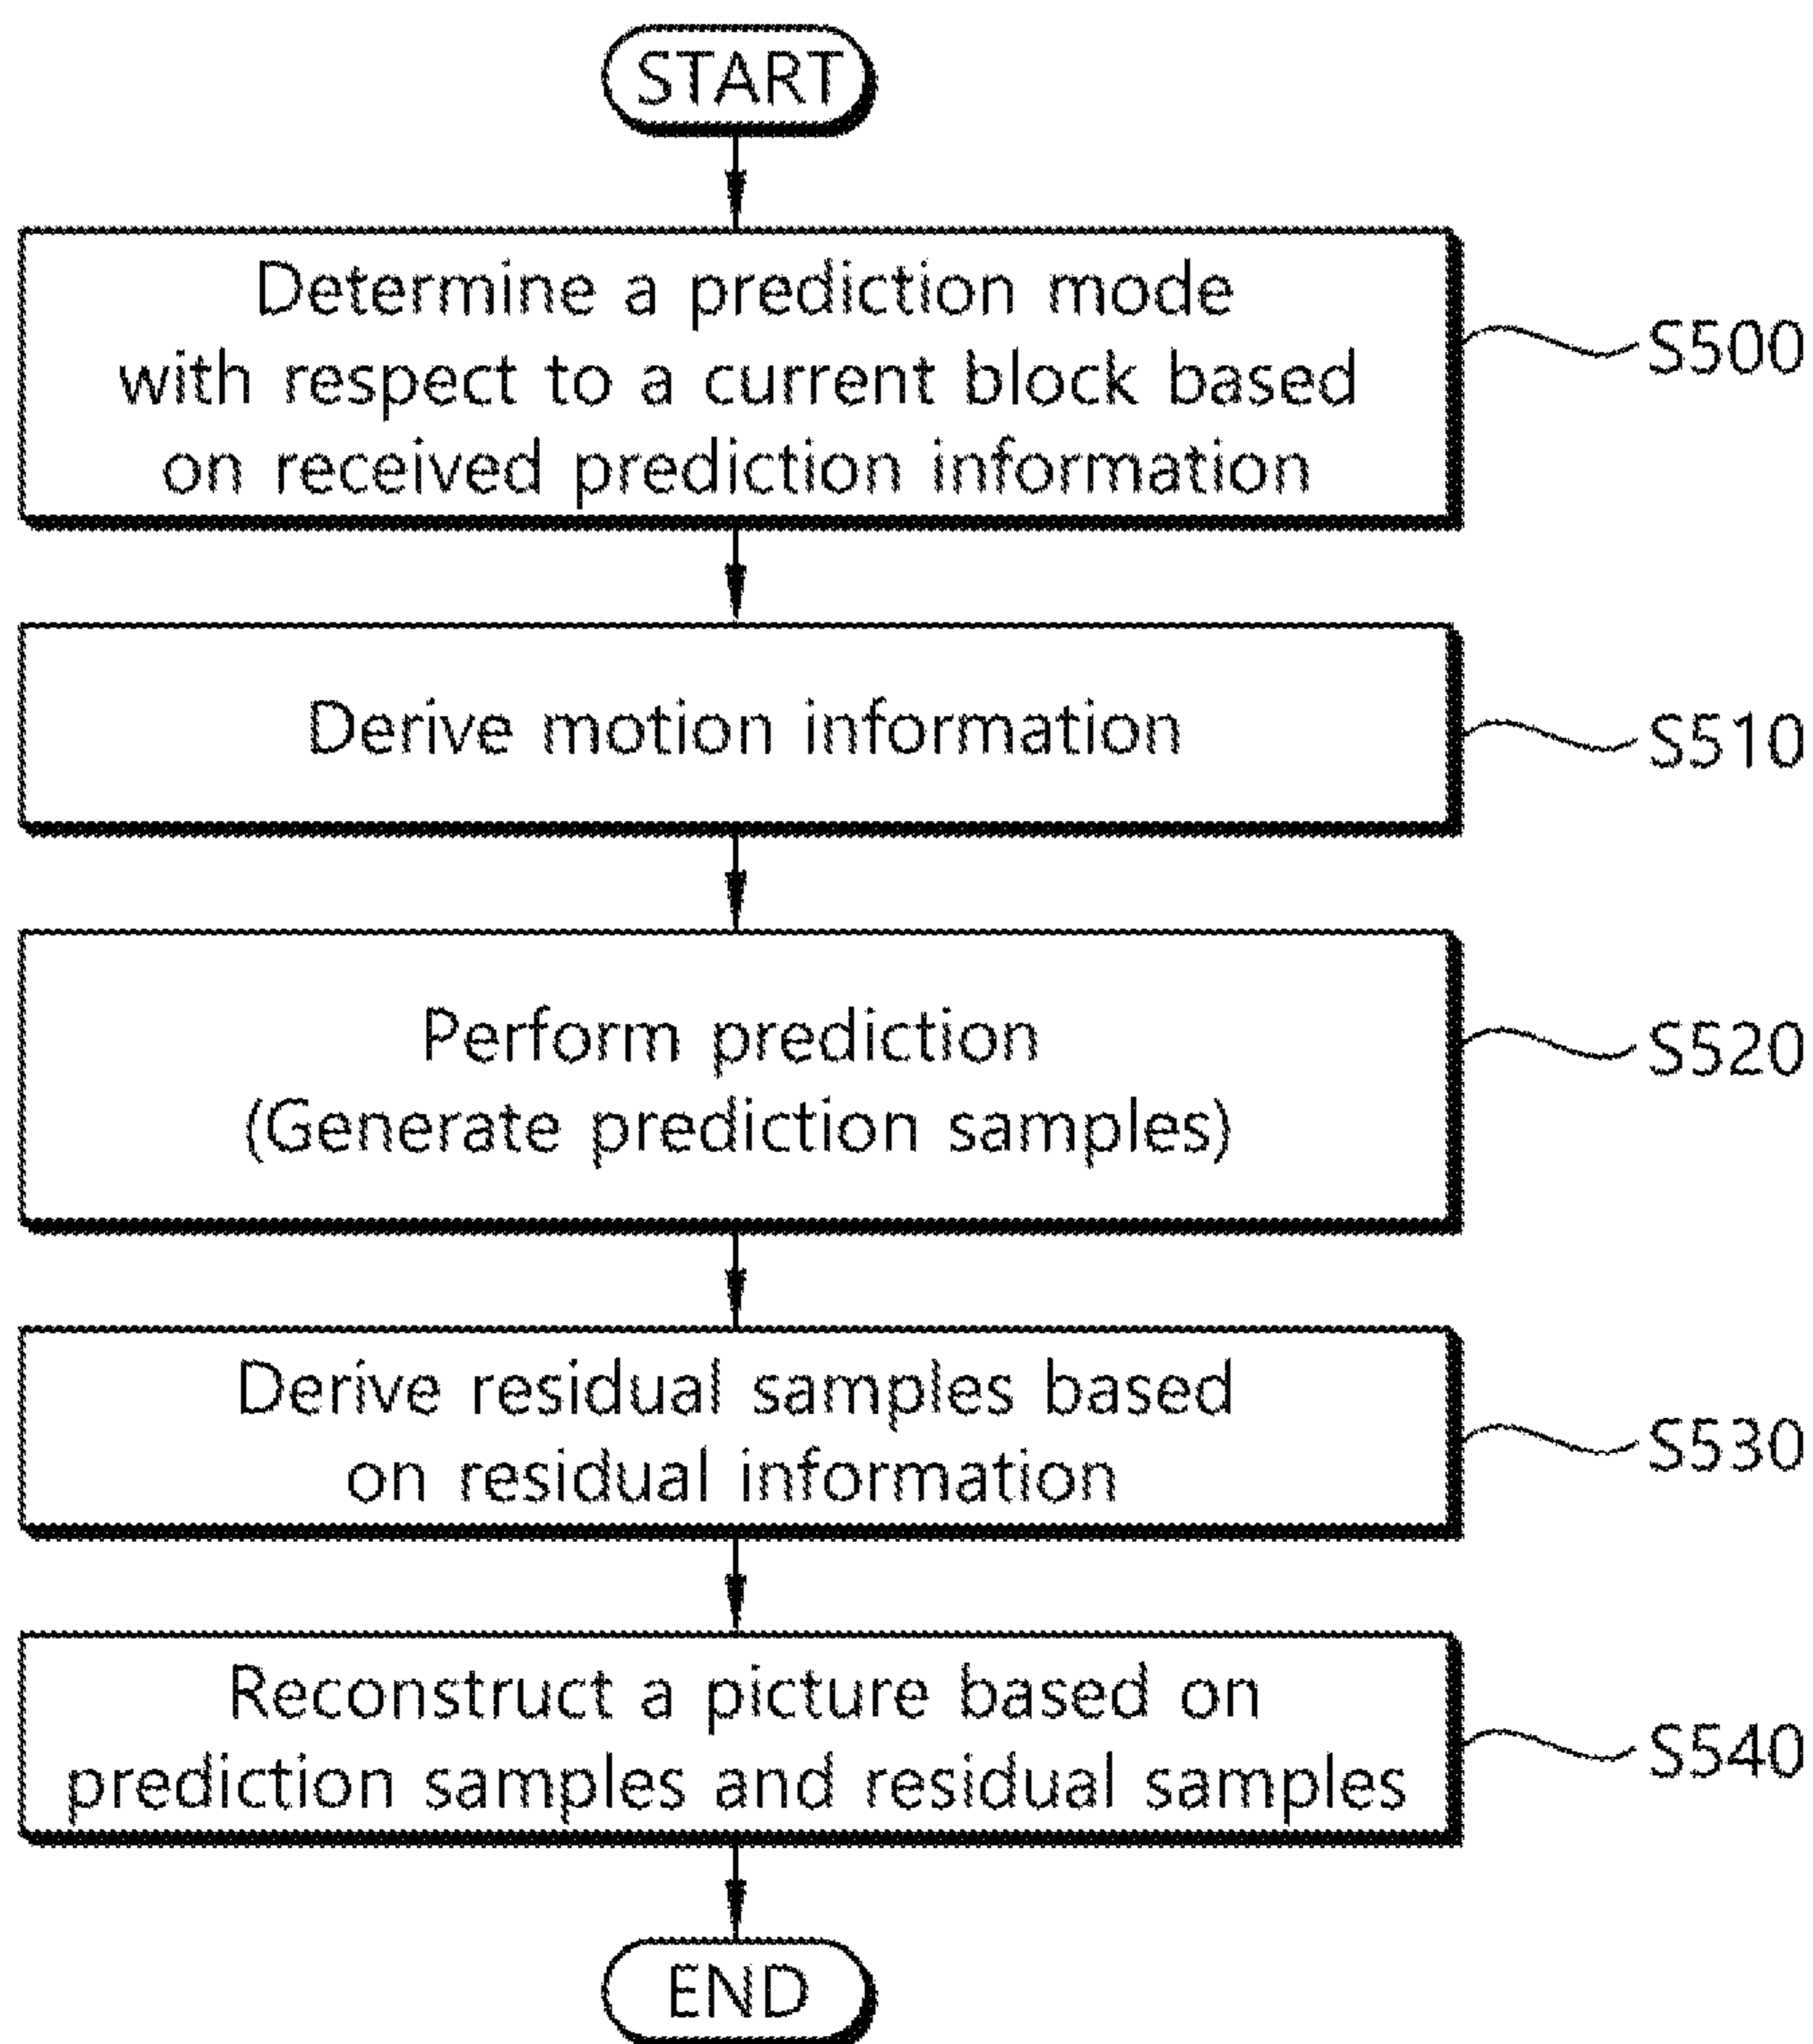 START
Determine a prediction mode
with respect to a current block based
on received prediction information
S500
Derive motion information
S510
Perform prediction
(Generate prediction samples)
S520
Derive residual samples based
on residual information
S530
Reconstruct a picture based on
prediction samples and residual samples
S540
END